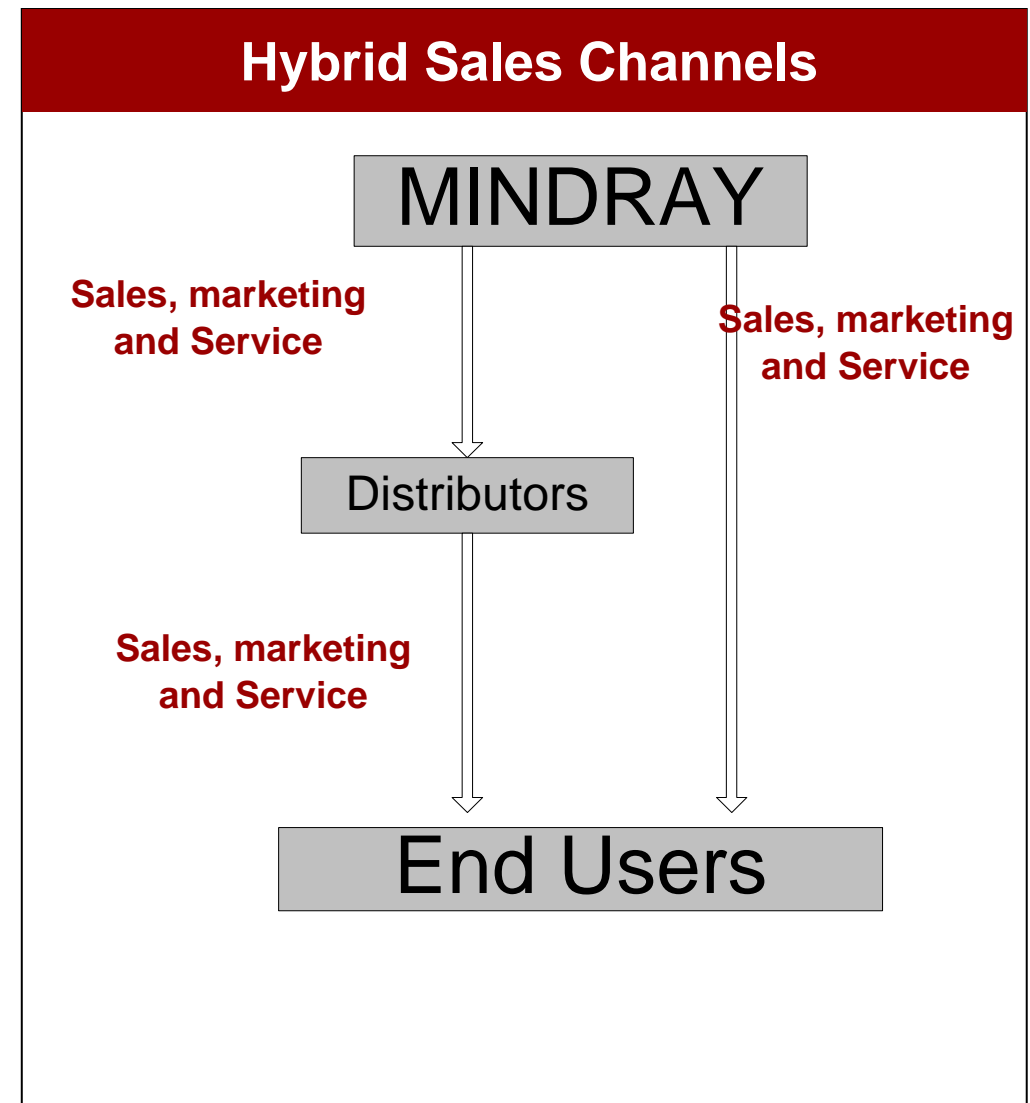 Hybrid Sales Channels
MINDRAY
Sales, marketing
and Service
Sales, marketing
and Service
Distributors
Sales, marketing
and Service
End Users